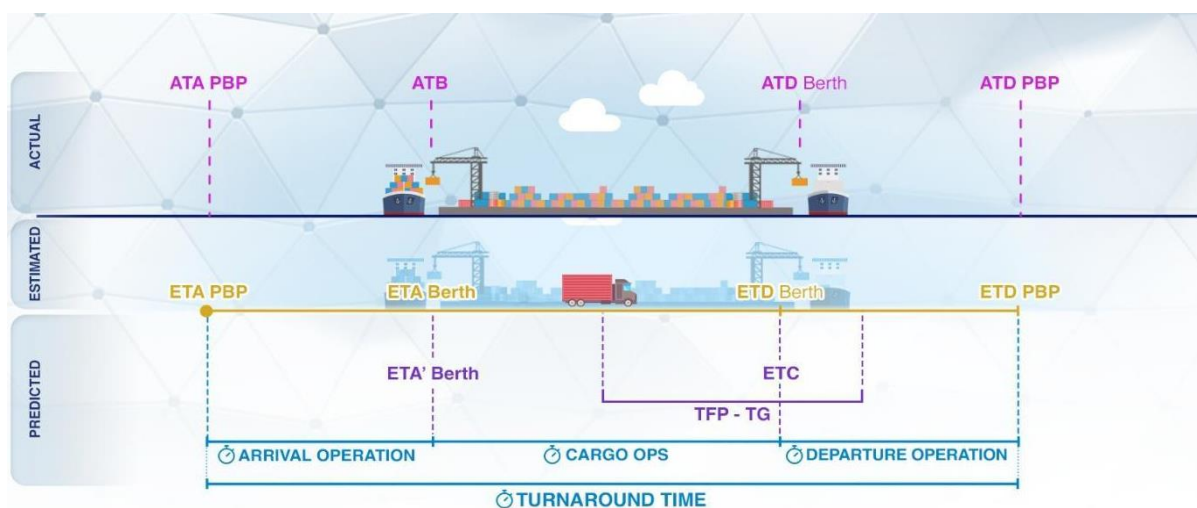 ACTUAL
ATA PBP
ATB
ATD Berth
ATD PBP
ESTIMATED
ETA PBP
ETA Berth
ETD Berth
ETD PBP
PREDICTED
ETA' Berth
ETC
TFP - TG
ARRIVAL OPERATION
CARGO OPS
DEPARTURE OPERATION
TURNAROUND TIME